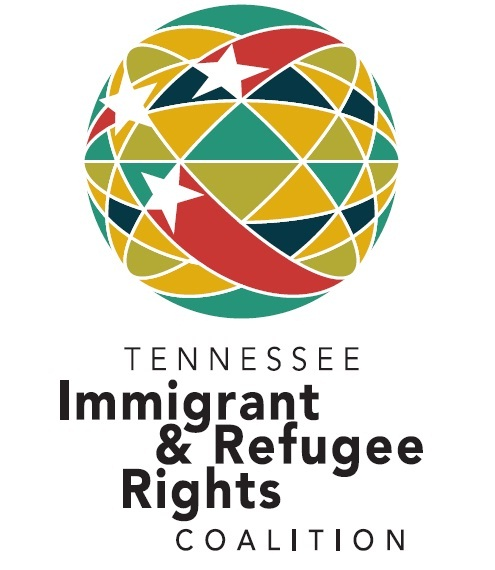 TENNESSEE
Immigrant
& Refugee
Rights
COALITION